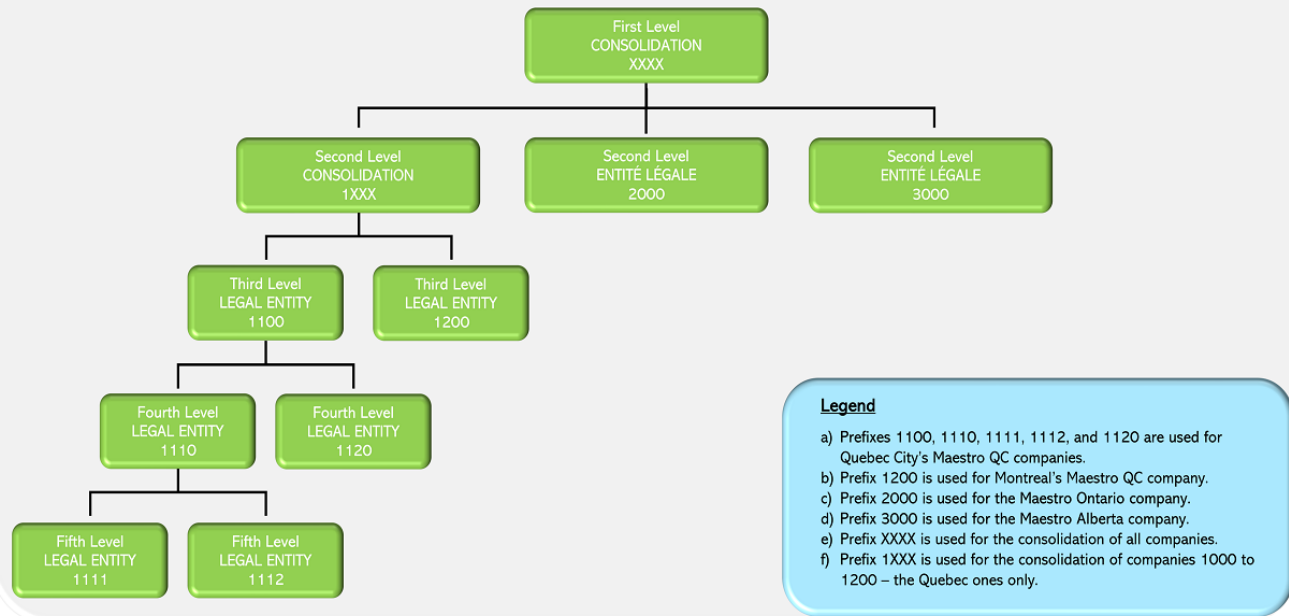 First Level
CONSOLIDATION
XXXX
Second Level
CONSOLIDATION
1XXX
Second Level
ENTITÉ LÉGALE
2000
Second Level
ENTITÉ LÉGALE
3000
Third Level
LEGAL ENTITY
1100
Third Level
LEGAL ENTITY
1200
Fourth Level
LEGAL ENTITY
1110
Fourth Level
LEGAL ENTITY
1120
Fifth Level
LEGAL ENTITY
1111
Fifth Level
LEGAL ENTITY
1112
Legend
a) Prefixes 1100, 1110, 1111, 1112, and 1120 are used for
Quebec City's Maestro QC companies.
b) Prefix 1200 is used for Montreal's Maestro QC company.
c) Prefix 2000 is used for the Maestro Ontario company.
d) Prefix 3000 is used for the Maestro Alberta company.
e) Prefix XXXX is used for the consolidation of all companies.
f) Prefix 1XXX is used for the consolidation of companies 1000 to
1200 – the Quebec ones only.